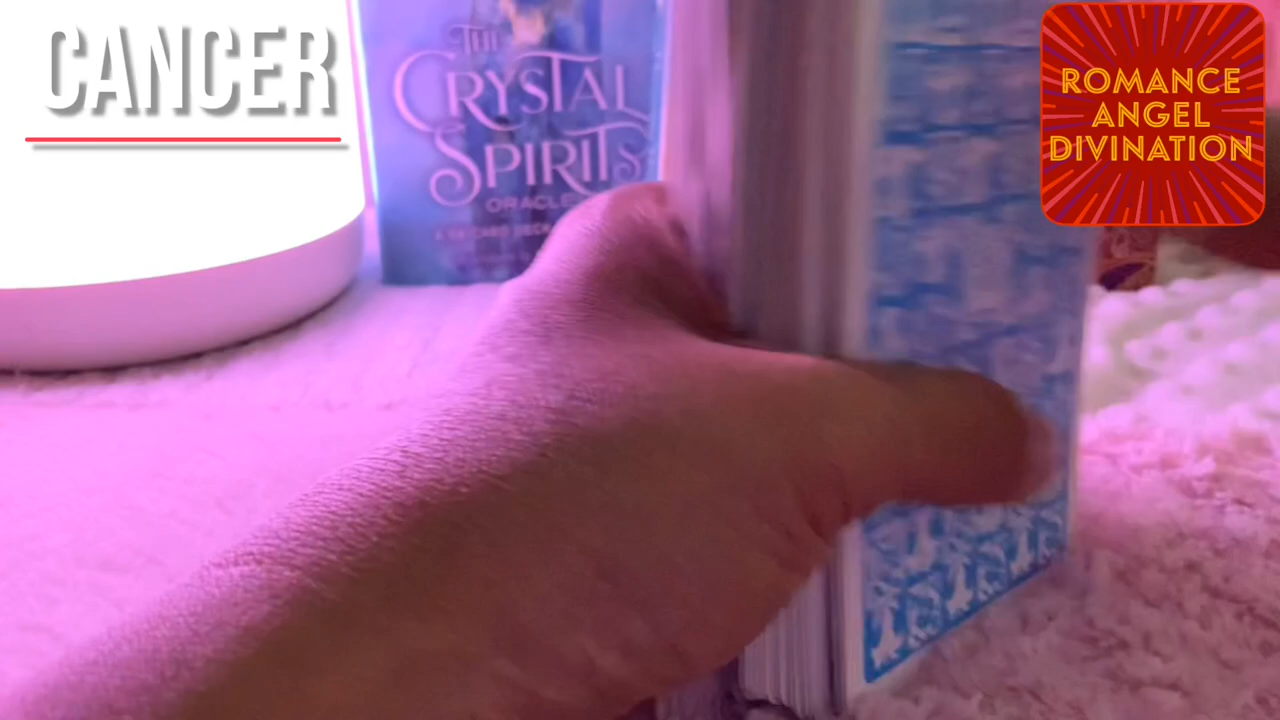 CANCER
THE
CRYSTAL
SPIRITS
ORACLE
ROMANCE
ANGEL
DIVINATION